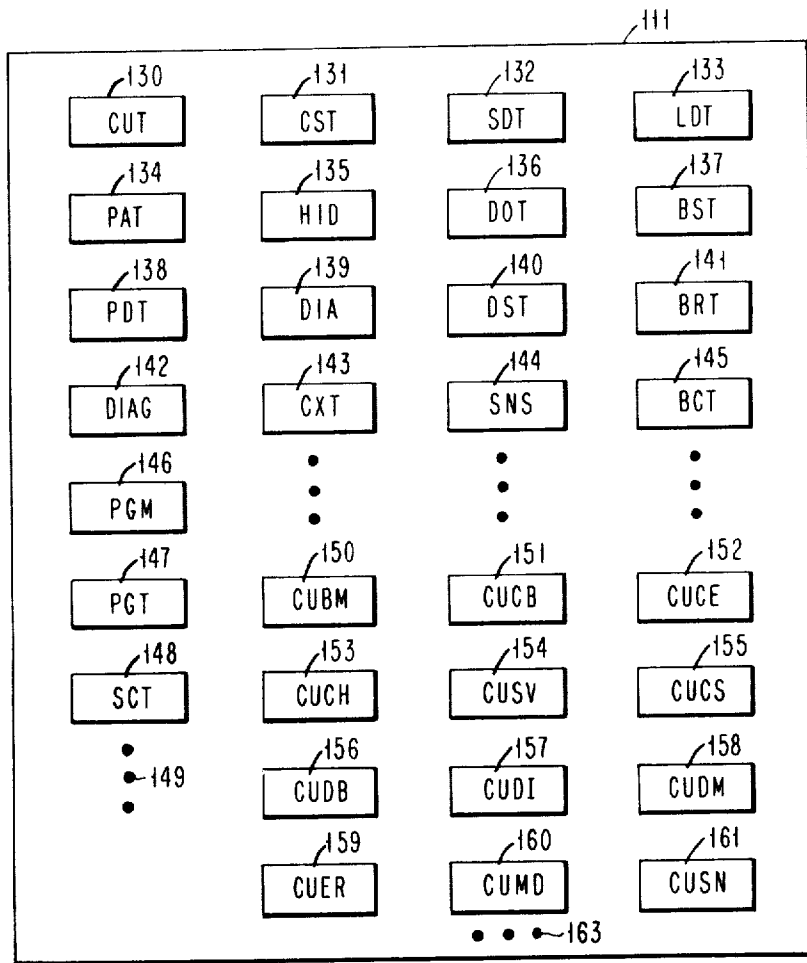 111
130 131 132 133
CUT CST SDT LDT
134 135 136 137
PAT HID DOT BST
138 139 140 141
PDT DIA DST BRT
142 143 144 145
DIAG CXT SNS BCT
146
PGM
147 150 151 152
PGT CUBM CUCB CUCE
148 153 154 155
SCT CUCH CUSV CUCS
149 156 157 158
CUDB CUDI CUDM
159 160 161
CUER CUMD CUSN
163